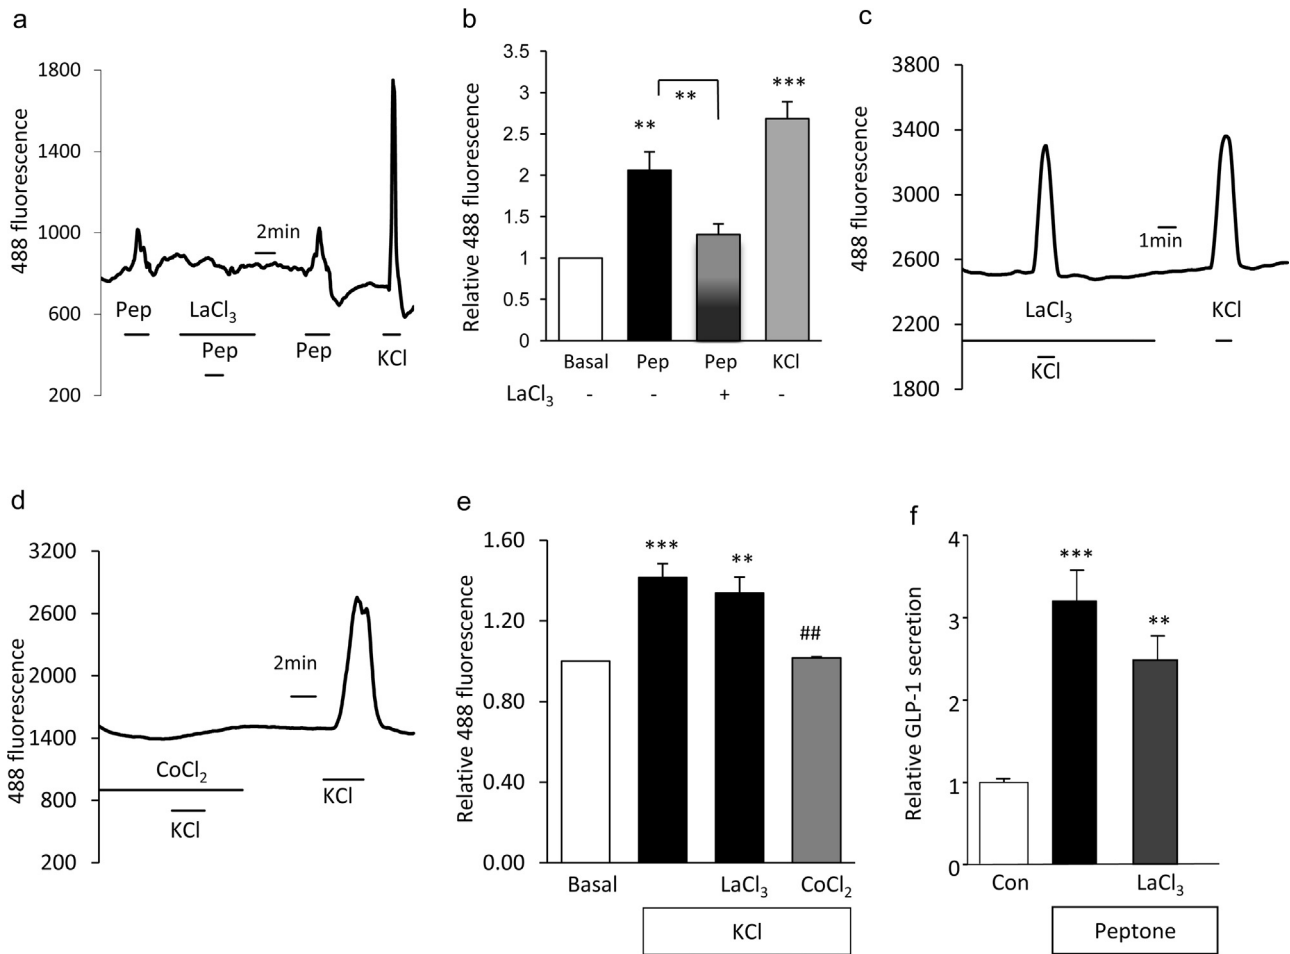 a
488 fluorescence
1800
1400
1000
600
200
2min
Pep
LaCl₃
Pep
Pep
KCl
b
Relative 488 fluorescence
3.5
3
2.5
2
1.5
1
0.5
0
**
**
***
Basal Pep Pep KCl
LaCl₃ - - + -
c
488 fluorescence
3800
3400
3000
2600
2200
1800
1min
LaCl₃
KCl
KCl
d
488 fluorescence
3200
2600
2000
1400
800
200
2min
CoCl₂
KCl
KCl
e
Relative 488 fluorescence
1.60
1.20
0.80
0.40
0.00
***
**
##
Basal LaCl₃ CoCl₂
KCl
f
Relative GLP-1 secretion
4
3
2
1
0
***
**
Con LaCl₃
Peptone